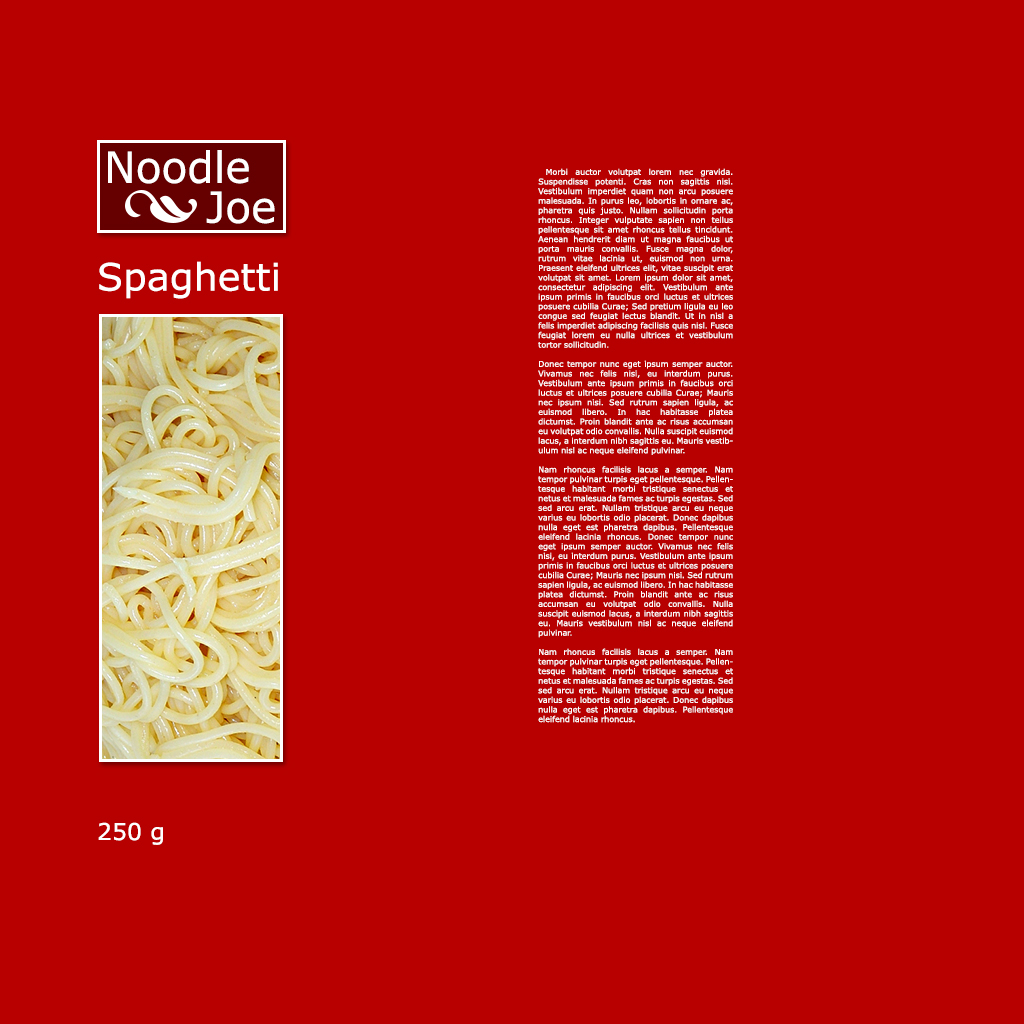 Noodle
Joe
Spaghetti
250 g
Morbi auctor volutpat lorem nec gravida.
Suspendisse potenti. Cras non sagittis nisi.
Vestibulum imperdiet quam non arcu posuere
malesuada. In purus leo, lobortis in ornare ac,
pharetra quis justo. Nullam sollicitudin porta
rhoncus. Integer vulputate sapien non tellus
pellentesque sit amet rhoncus tellus tincidunt.
Aenean hendrerit diam ut magna faucibus ut
porta mauris convallis. Fusce magna dolor,
rutrum vitae lacinia ut, euismod non urna.
Praesent eleifend ultrices elit, vitae suscipit erat
volutpat sit amet. Lorem ipsum dolor sit amet,
consectetur adipiscing elit. Vestibulum ante
ipsum primis in faucibus orci luctus et ultrices
posuere cubilia Curae; Sed pretium ligula eu leo
congue sed feugiat lectus blandit. Ut in nisl a
felis imperdiet adipiscing facilisis quis nisl. Fusce
feugiat lorem eu nulla ultrices et vestibulum
tortor sollicitudin.
Donec tempor nunc eget ipsum semper auctor.
Vivamus nec felis nisl, eu interdum purus.
Vestibulum ante ipsum primis in faucibus orci
luctus et ultrices posuere cubilia Curae; Mauris
nec ipsum nisi. Sed rutrum sapien ligula, ac
euismod libero. In hac habitasse platea
dictumst. Proin blandit ante ac risus accumsan
eu volutpat odio convallis. Nulla suscipit euismod
lacus, a interdum nibh sagittis eu. Mauris vestib-
ulum nisl ac neque eleifend pulvinar.
Nam rhoncus facilisis lacus a semper. Nam
tempor pulvinar turpis eget pellentesque. Pellen-
tesque habitant morbi tristique senectus et
netus et malesuada fames ac turpis egestas. Sed
sed arcu erat. Nullam tristique arcu eu neque
varius eu lobortis odio placerat. Donec dapibus
nulla eget est pharetra dapibus. Pellentesque
eleifend lacinia rhoncus. Donec tempor nunc
eget ipsum semper auctor. Vivamus nec felis
nisl, eu interdum purus. Vestibulum ante ipsum
primis in faucibus orci luctus et ultrices posuere
cubilia Curae; Mauris nec ipsum nisi. Sed rutrum
sapien ligula, ac euismod libero. In hac habitasse
platea dictumst. Proin blandit ante ac risus
accumsan eu volutpat odio convallis. Nulla
suscipit euismod lacus, a interdum nibh sagittis
eu. Mauris vestibulum nisl ac neque eleifend
pulvinar.
Nam rhoncus facilisis lacus a semper. Nam
tempor pulvinar turpis eget pellentesque. Pellen-
tesque habitant morbi tristique senectus et
netus et malesuada fames ac turpis egestas. Sed
sed arcu erat. Nullam tristique arcu eu neque
varius eu lobortis odio placerat. Donec dapibus
nulla eget est pharetra dapibus. Pellentesque
eleifend lacinia rhoncus.